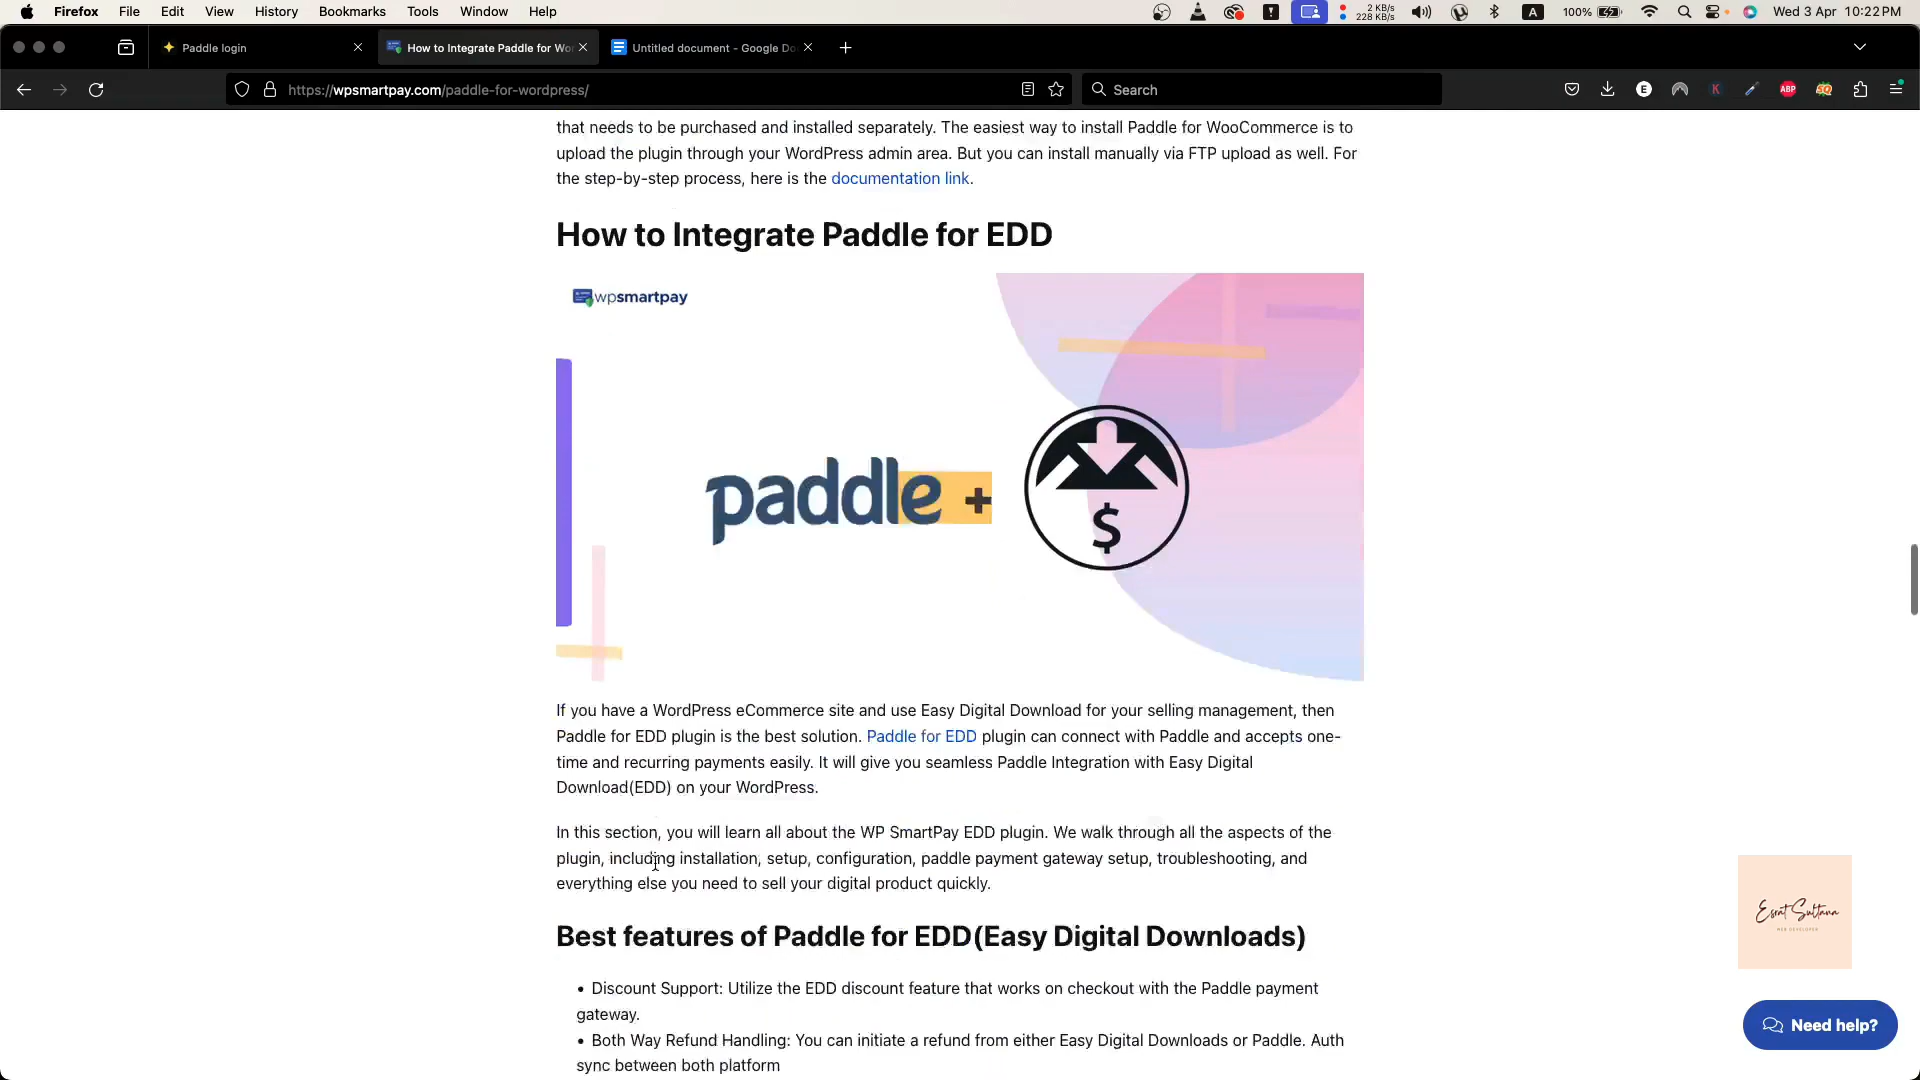 Firefox File Edit View History Bookmarks Tools Window Help
2 KB/s
228 KB/s
A
100%
Wed 3 Apr 10:22 PM
Paddle login
How to Integrate Paddle for Wo
Untitled document - Google Do
https://wpsmartpay.com/paddle-for-wordpress/
Search
E
K
ABP
SQ
that needs to be purchased and installed separately. The easiest way to install Paddle for WooCommerce is to
upload the plugin through your WordPress admin area. But you can install manually via FTP upload as well. For
the step-by-step process, here is the documentation link.
How to Integrate Paddle for EDD
wpsmartpay
paddle +
$
If you have a WordPress eCommerce site and use Easy Digital Download for your selling management, then
Paddle for EDD plugin is the best solution. Paddle for EDD plugin can connect with Paddle and accepts one-
time and recurring payments easily. It will give you seamless Paddle Integration with Easy Digital
Download(EDD) on your WordPress.
In this section, you will learn all about the WP SmartPay EDD plugin. We walk through all the aspects of the
plugin, including installation, setup, configuration, paddle payment gateway setup, troubleshooting, and
everything else you need to sell your digital product quickly.
Best features of Paddle for EDD(Easy Digital Downloads)
• Discount Support: Utilize the EDD discount feature that works on checkout with the Paddle payment
gateway.
• Both Way Refund Handling: You can initiate a refund from either Easy Digital Downloads or Paddle. Auth
sync between both platform
Esrat Sultana
WEB DEVELOPER
Need help?